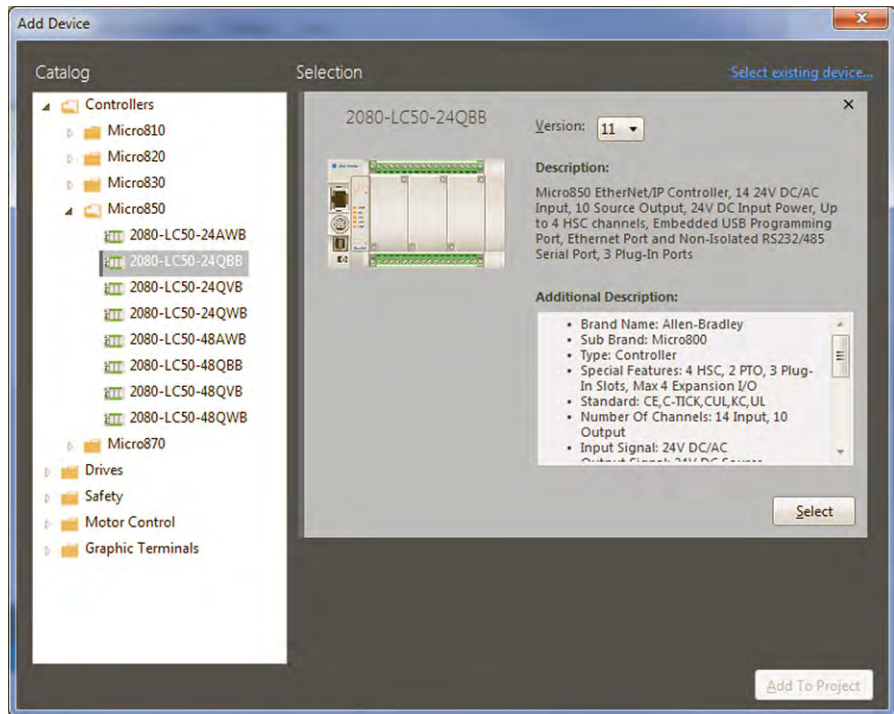 Add Device
Catalog
Selection
Select existing device...
Controllers
Micro810
Micro820
Micro830
Micro850
2080-LC50-24AWB
2080-LC50-24QBB
2080-LC50-24QVB
2080-LC50-24QWB
2080-LC50-48AWB
2080-LC50-48QBB
2080-LC50-48QVB
2080-LC50-48QWB
Micro870
Drives
Safety
Motor Control
Graphic Terminals
2080-LC50-24QBB
Version: 11
Description:
Micro850 EtherNet/IP Controller, 14 24V DC/AC
Input, 10 Source Output, 24V DC Input Power, Up
to 4 HSC channels, Embedded USB Programming
Port, Ethernet Port and Non-Isolated RS232/485
Serial Port, 3 Plug-In Ports
Additional Description:
• Brand Name: Allen-Bradley
• Sub Brand: Micro800
• Type: Controller
• Special Features: 4 HSC, 2 PTO, 3 Plug-
In Slots, Max 4 Expansion I/O
• Standard: CE,C-TICK,CUL,KC,UL
• Number Of Channels: 14 Input, 10
Output
• Input Signal: 24V DC/AC
Output Signal: 24V DC Source
Select
Add To Project